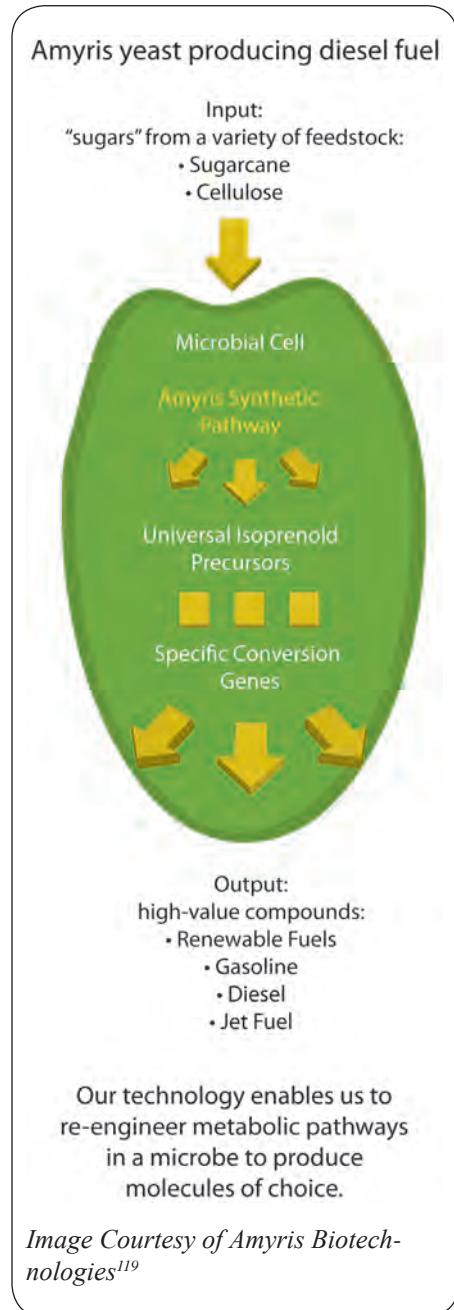 Amyris yeast producing diesel fuel
Input:
“sugars” from a variety of feedstock:
• Sugarcane
• Cellulose
Microbial Cell
Amyris Synthetic
Pathway
Universal Isoprenoid
Precursors
Specific Conversion
Genes
Output:
high-value compounds:
• Renewable Fuels
• Gasoline
• Diesel
• Jet Fuel
Our technology enables us to
re-engineer metabolic pathways
in a microbe to produce
molecules of choice.
Image Courtesy of Amyris Biotech-
nologies119